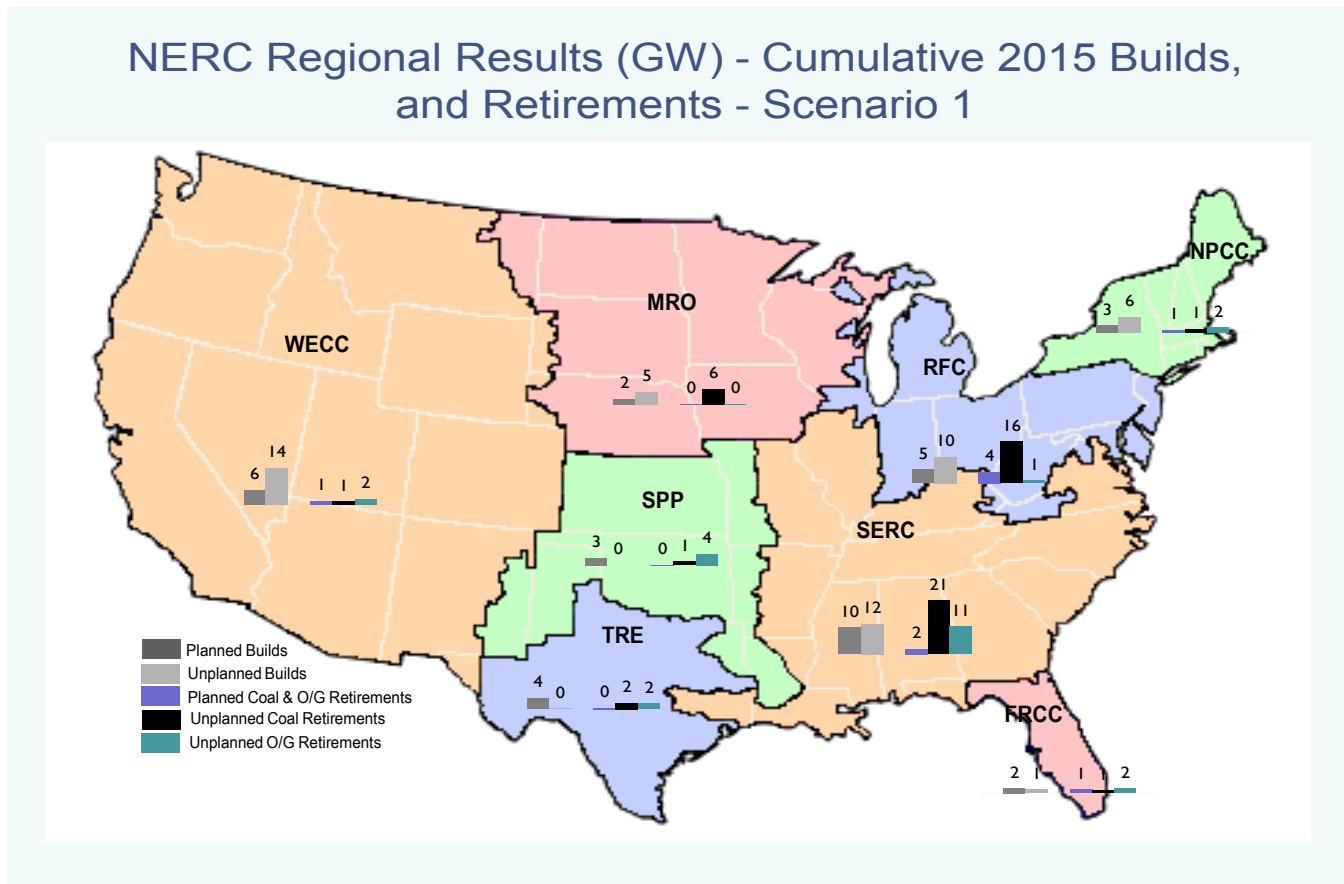 NERC Regional Results (GW) - Cumulative 2015 Builds,
and Retirements - Scenario 1
NPCC
3 6 1 1 2
MRO
2 5 0 6 0
WECC
6 14 1 1 2
RFC
5 10 4 16 1
SPP
3 0 0 1 4
SERC
10 12 2 21 11
TRE
4 0 0 2 2
FRCC
2 1 1 1 2
Planned Builds
Unplanned Builds
Planned Coal & O/G Retirements
Unplanned Coal Retirements
Unplanned O/G Retirements